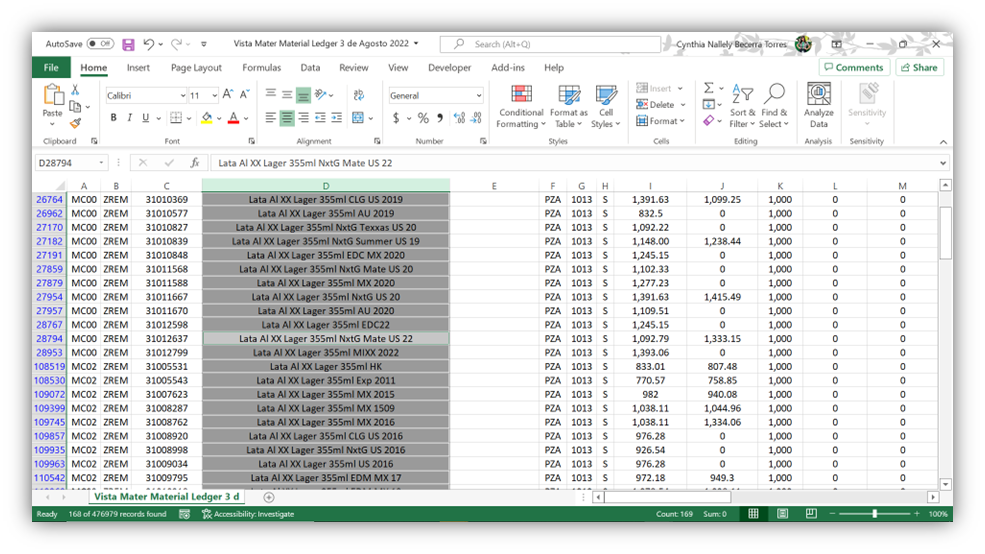 AutoSave Off Vista Mater Material Ledger 3 de Agosto 2022 Search (Alt+Q) Cynthia Nallely Becerra Torres
File Home Insert Page Layout Formulas Data Review View Developer Add-ins Help Comments Share
Paste Calibri 11 General Conditional Formatting Format as Table Cell Styles Insert Delete Format Sort & Filter Find & Select Analyze Data Sensitivity
Clipboard Font Alignment Number Styles Cells Editing Analysis Sensitivity
D28794 fx Lata Al XX Lager 355ml NxtG Mate US 22
A B C D E F G H I J K L M
26764 MC00 ZREM 31010369 Lata Al XX Lager 355ml CLG US 2019 PZA 1013 S 1,391.63 1,099.25 1,000 0 0
26962 MC00 ZREM 31010577 Lata Al XX Lager 355ml AU 2019 PZA 1013 S 832.5 0 1,000 0 0
27170 MC00 ZREM 31010827 Lata Al XX Lager 355ml NxtG Texxas US 20 PZA 1013 S 1,092.22 0 1,000 0 0
27182 MC00 ZREM 31010839 Lata Al XX Lager 355ml NxtG Summer US 19 PZA 1013 S 1,148.00 1,238.44 1,000 0 0
27191 MC00 ZREM 31010848 Lata Al XX Lager 355ml EDC MX 2020 PZA 1013 S 1,245.15 0 1,000 0 0
27859 MC00 ZREM 31011568 Lata Al XX Lager 355ml NxtG Mate US 20 PZA 1013 S 1,102.33 0 1,000 0 0
27879 MC00 ZREM 31011588 Lata Al XX Lager 355ml MX 2020 PZA 1013 S 1,277.23 0 1,000 0 0
27954 MC00 ZREM 31011667 Lata Al XX Lager 355ml NxtG US 20 PZA 1013 S 1,391.63 1,415.49 1,000 0 0
27957 MC00 ZREM 31011670 Lata Al XX Lager 355ml AU 2020 PZA 1013 S 1,109.51 0 1,000 0 0
28767 MC00 ZREM 31012598 Lata Al XX Lager 355ml EDC22 PZA 1013 S 1,245.15 0 1,000 0 0
28794 MC00 ZREM 31012637 Lata Al XX Lager 355ml NxtG Mate US 22 PZA 1013 S 1,092.79 1,333.15 1,000 0 0
28953 MC00 ZREM 31012799 Lata Al XX Lager 355ml MIXX 2022 PZA 1013 S 1,393.06 0 1,000 0 0
108519 MC02 ZREM 31005531 Lata Al XX Lager 355ml HK PZA 1013 S 833.01 807.48 1,000 0 0
108530 MC02 ZREM 31005543 Lata Al XX Lager 355ml Exp 2011 PZA 1013 S 770.57 758.85 1,000 0 0
109072 MC02 ZREM 31007623 Lata Al XX Lager 355ml MX 2015 PZA 1013 S 982 940.08 1,000 0 0
109399 MC02 ZREM 31008287 Lata Al XX Lager 355ml MX 1509 PZA 1013 S 1,038.11 1,044.96 1,000 0 0
109745 MC02 ZREM 31008762 Lata Al XX Lager 355ml MX 2016 PZA 1013 S 1,038.11 1,334.06 1,000 0 0
109857 MC02 ZREM 31008920 Lata Al XX Lager 355ml CLG US 2016 PZA 1013 S 976.28 0 1,000 0 0
109935 MC02 ZREM 31008998 Lata Al XX Lager 355ml NxtG US 2016 PZA 1013 S 926.54 0 1,000 0 0
109963 MC02 ZREM 31009034 Lata Al XX Lager 355ml US 2016 PZA 1013 S 976.28 0 1,000 0 0
110542 MC02 ZREM 31009795 Lata Al XX Lager 355ml EDM MX 17 PZA 1013 S 972.18 949.3 1,000 0 0
Vista Mater Material Ledger 3 d
Ready 168 of 476979 records found Accessibility: Investigate Count: 169 Sum: 0 100%